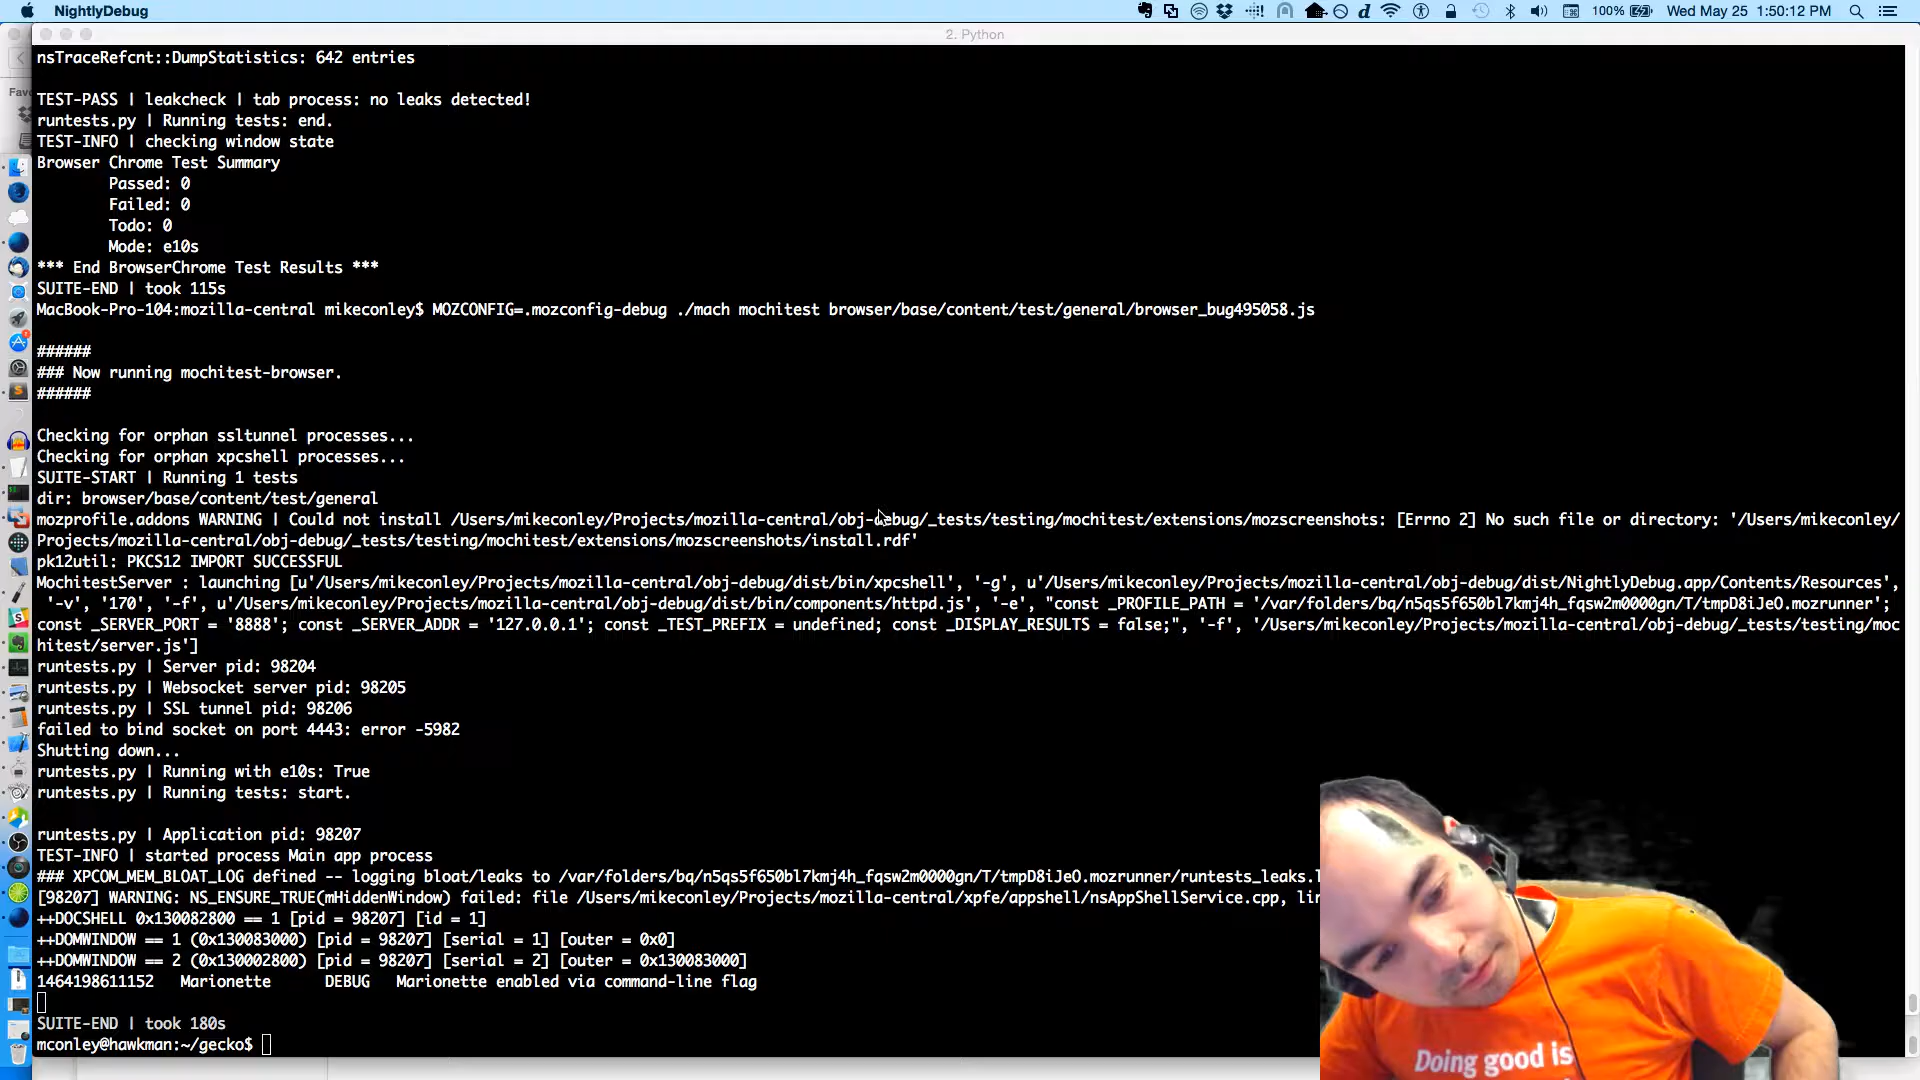 NightlyDebug
100%
Wed May 25 1:50:12 PM
2. Python
Fav
nsTraceRefcnt::DumpStatistics: 642 entries
TEST-PASS | leakcheck | tab process: no leaks detected!
runtests.py | Running tests: end.
TEST-INFO | checking window state
Browser Chrome Test Summary
Passed: 0
Failed: 0
Todo: 0
Mode: e10s
*** End BrowserChrome Test Results ***
SUITE-END | took 115s
MacBook-Pro-104:mozilla-central mikeconley$ MOZCONFIG=.mozconfig-debug ./mach mochitest browser/base/content/test/general/browser_bug495058.js
######
### Now running mochitest-browser.
######
Checking for orphan ssltunnel processes...
Checking for orphan xpcshell processes...
SUITE-START | Running 1 tests
dir: browser/base/content/test/general
mozprofile.addons WARNING | Could not install /Users/mikeconley/Projects/mozilla-central/obj-debug/_tests/testing/mochitest/extensions/mozscreenshots: [Errno 2] No such file or directory: '/Users/mikeconley/
Projects/mozilla-central/obj-debug/_tests/testing/mochitest/extensions/mozscreenshots/install.rdf'
pk12util: PKCS12 IMPORT SUCCESSFUL
MochitestServer : launching [u'/Users/mikeconley/Projects/mozilla-central/obj-debug/dist/bin/xpcshell', '-g', u'/Users/mikeconley/Projects/mozilla-central/obj-debug/dist/NightlyDebug.app/Contents/Resources',
'-v', '170', '-f', u'/Users/mikeconley/Projects/mozilla-central/obj-debug/dist/bin/components/httpd.js', '-e', "const _PROFILE_PATH = '/var/folders/bq/n5qs5f650bl7kmj4h_fqsw2m0000gn/T/tmpD8iJeO.mozrunner';
const _SERVER_PORT = '8888'; const _SERVER_ADDR = '127.0.0.1'; const _TEST_PREFIX = undefined; const _DISPLAY_RESULTS = false;", '-f', '/Users/mikeconley/Projects/mozilla-central/obj-debug/_tests/testing/moc
hitest/server.js']
runtests.py | Server pid: 98204
runtests.py | Websocket server pid: 98205
runtests.py | SSL tunnel pid: 98206
failed to bind socket on port 4443: error -5982
Shutting down...
runtests.py | Running with e10s: True
runtests.py | Running tests: start.
runtests.py | Application pid: 98207
TEST-INFO | started process Main app process
### XPCOM_MEM_BLOAT_LOG defined -- logging bloat/leaks to /var/folders/bq/n5qs5f650bl7kmj4h_fqsw2m0000gn/T/tmpD8iJeO.mozrunner/runtests_leaks.l
[98207] WARNING: NS_ENSURE_TRUE(mHiddenWindow) failed: file /Users/mikeconley/Projects/mozilla-central/xpfe/appshell/nsAppShellService.cpp, lin
++DOCSHELL 0x130082800 == 1 [pid = 98207] [id = 1]
++DOMWINDOW == 1 (0x130083000) [pid = 98207] [serial = 1] [outer = 0x0]
++DOMWINDOW == 2 (0x130002800) [pid = 98207] [serial = 2] [outer = 0x130083000]
1464198611152 Marionette DEBUG Marionette enabled via command-line flag
SUITE-END | took 180s
mconley@hawkman:~/gecko$
Doing good is